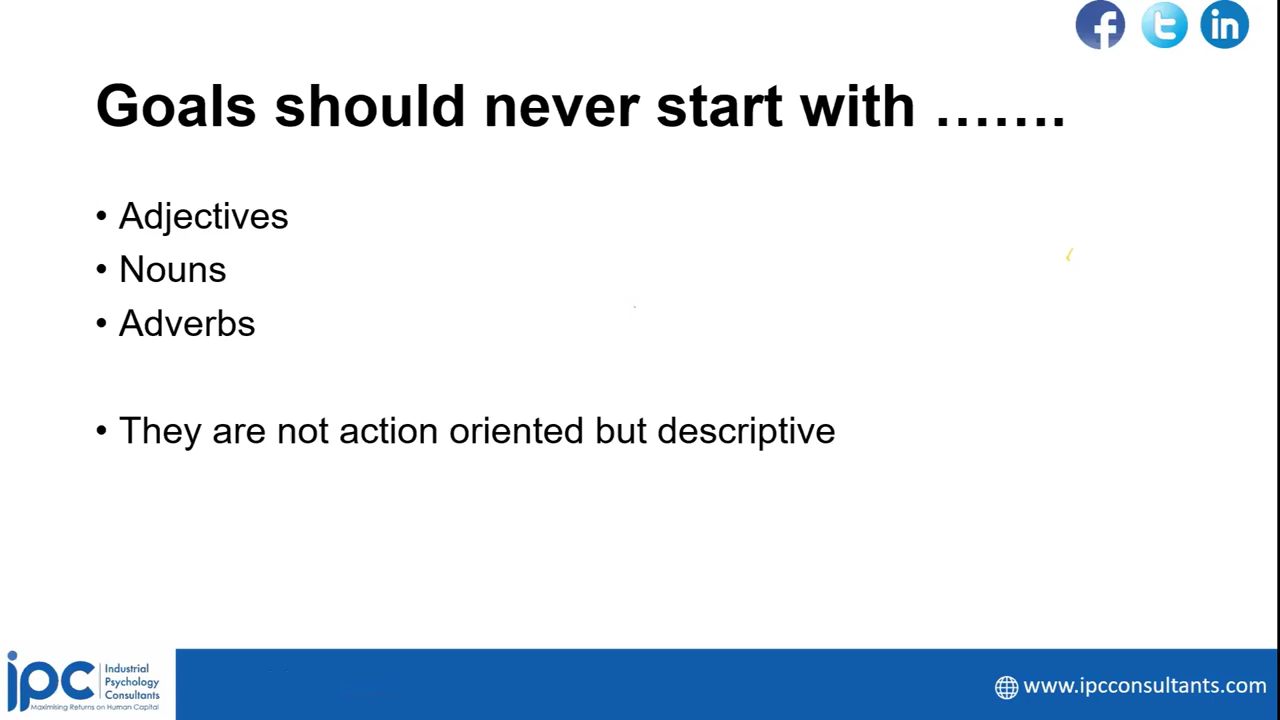 Goals should never start with …….
• Adjectives
• Nouns
• Adverbs
• They are not action oriented but descriptive
ipc
Industrial
Psychology
Consultants
Maximising Returns on Human Capital
www.ipcconsultants.com